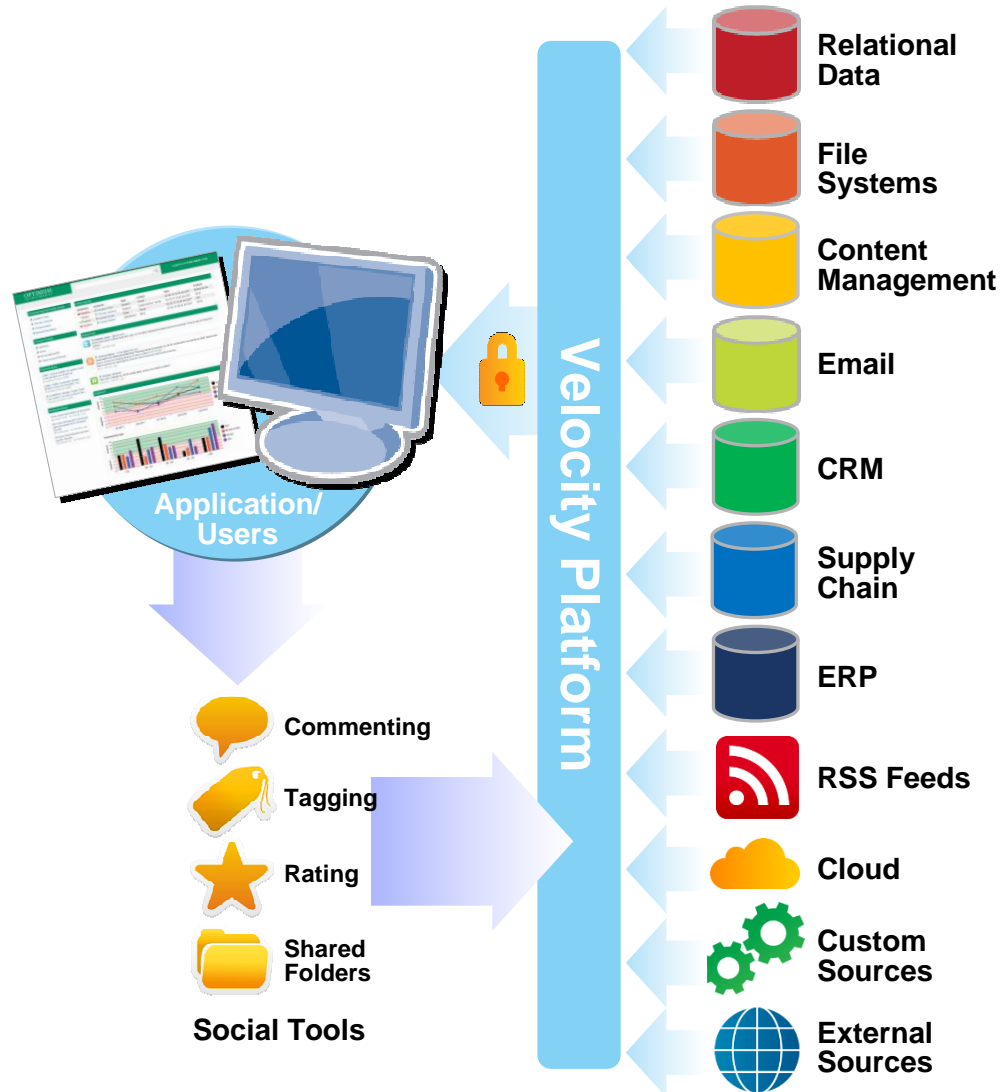 Relational
Data
File
Systems
Content
Management
Email
CRM
Supply
Chain
ERP
RSS Feeds
Cloud
Custom
Sources
External
Sources
Velocity Platform
Application/
Users
Commenting
Tagging
Rating
Shared
Folders
Social Tools